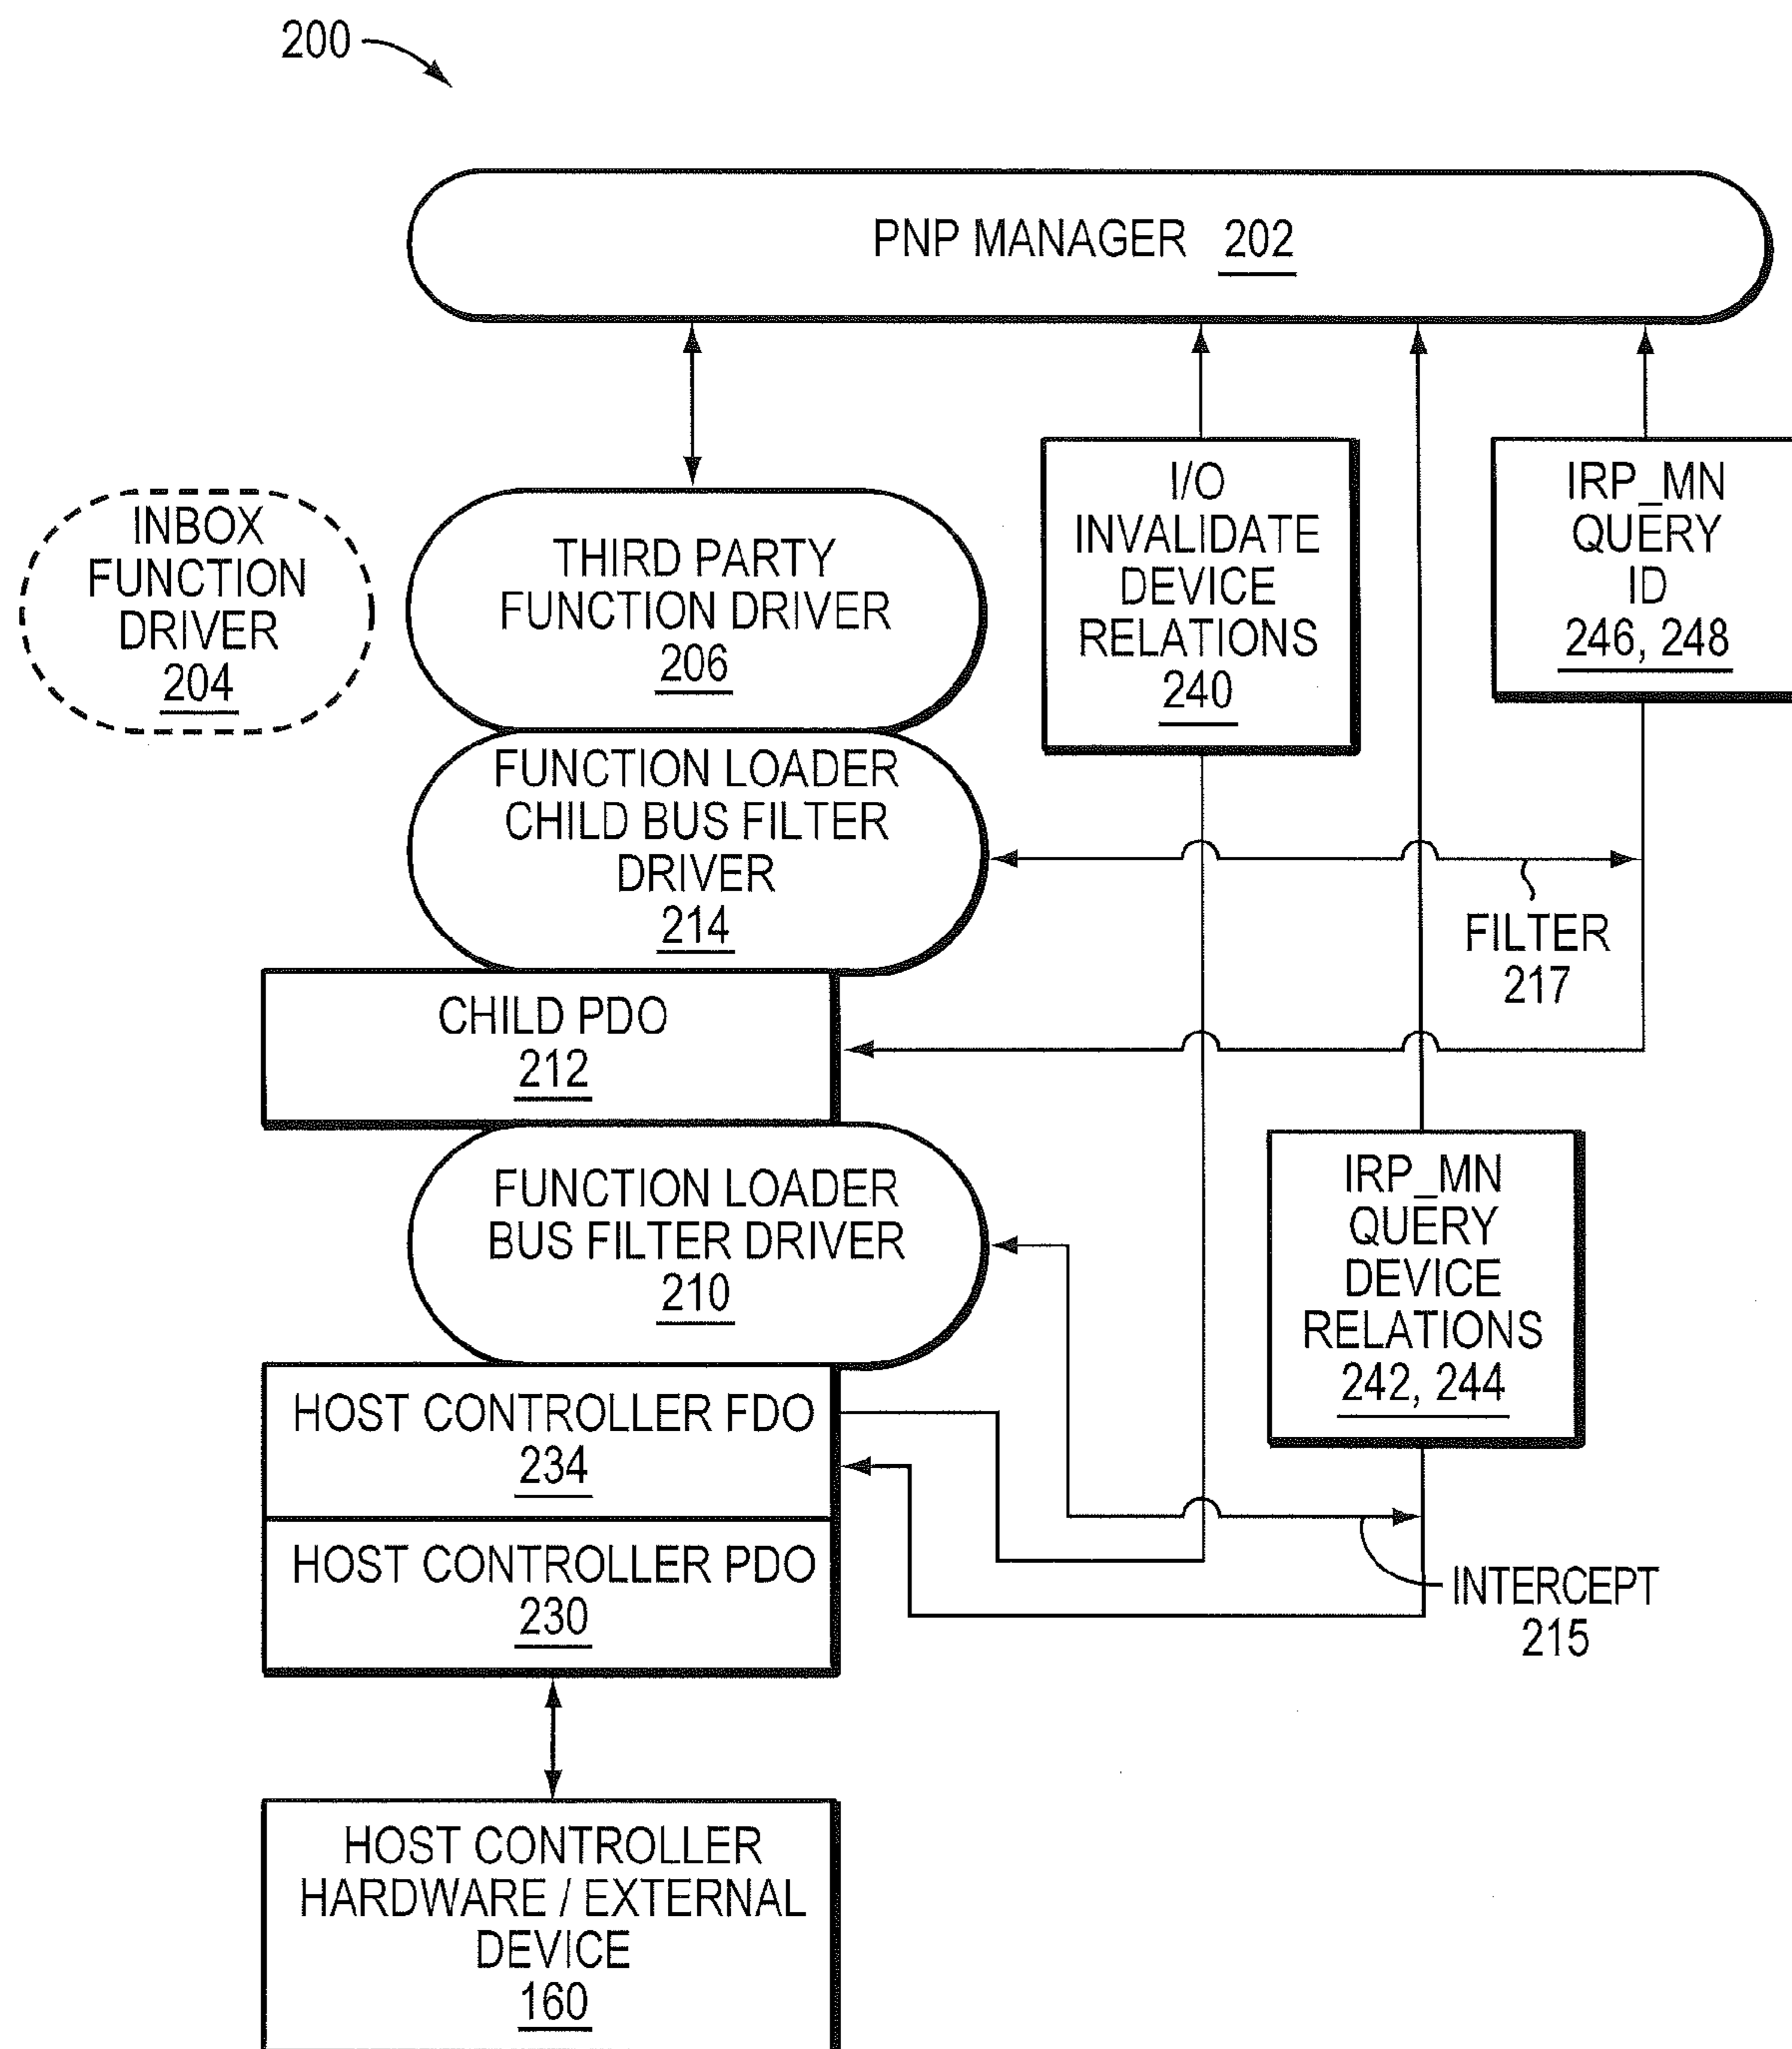 200
PNP MANAGER 202
INBOX
FUNCTION
DRIVER
204
THIRD PARTY
FUNCTION DRIVER
206
I/O
INVALIDATE
DEVICE
RELATIONS
240
IRP_MN
QUERY
ID
246, 248
FUNCTION LOADER
CHILD BUS FILTER
DRIVER
214
FILTER
217
CHILD PDO
212
FUNCTION LOADER
BUS FILTER DRIVER
210
IRP_MN
QUERY
DEVICE
RELATIONS
242, 244
HOST CONTROLLER FDO
234
HOST CONTROLLER PDO
230
INTERCEPT
215
HOST CONTROLLER
HARDWARE / EXTERNAL
DEVICE
160